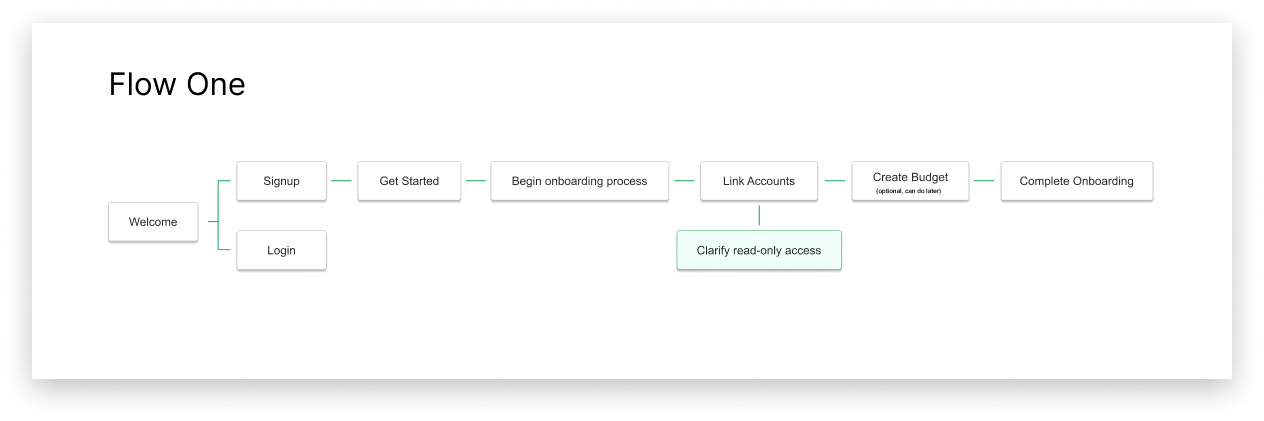 Flow One
Welcome
Signup
Get Started
Begin onboarding process
Link Accounts
Create Budget
(optional, can do later)
Complete Onboarding
Login
Clarify read-only access